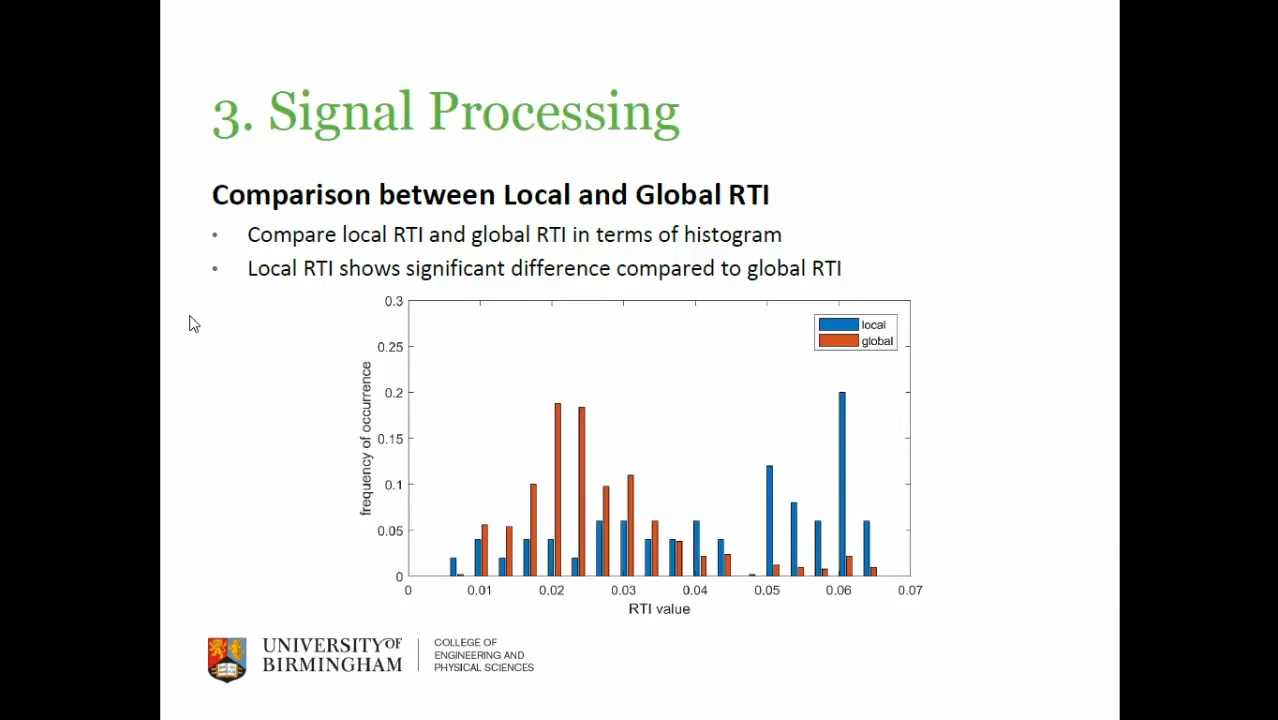 3. Signal Processing
Comparison between Local and Global RTI
• Compare local RTI and global RTI in terms of histogram
• Local RTI shows significant difference compared to global RTI
0.3
0.25
0.2
0.15
0.1
0.05
0
frequency of occurrence
local
global
0 0.01 0.02 0.03 0.04 0.05 0.06 0.07
RTI value
UNIVERSITY OF
BIRMINGHAM
COLLEGE OF
ENGINEERING AND
PHYSICAL SCIENCES